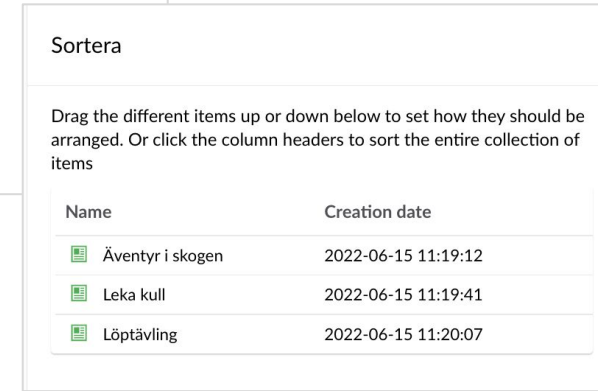 Sortera
Drag the different items up or down below to set how they should be
arranged. Or click the column headers to sort the entire collection of
items
Name Creation date
Äventyr i skogen 2022-06-15 11:19:12
Leka kull 2022-06-15 11:19:41
Löptävling 2022-06-15 11:20:07